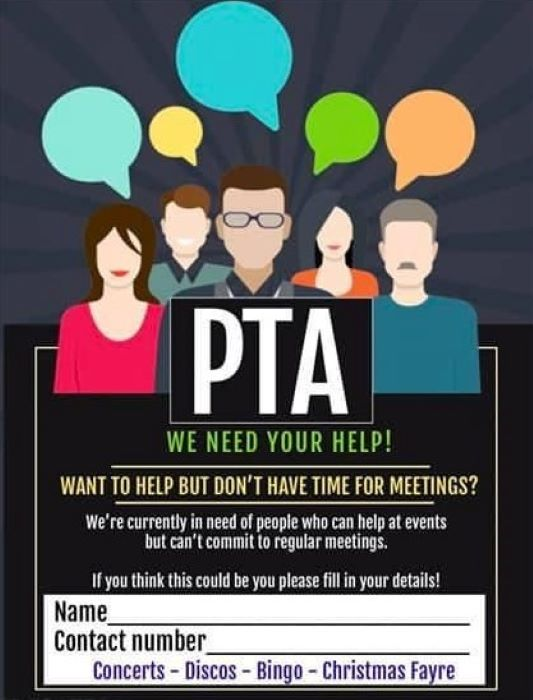 PTA
WE NEED YOUR HELP!
WANT TO HELP BUT DON'T HAVE TIME FOR MEETINGS?
We're currently in need of people who can help at events
but can't commit to regular meetings.
If you think this could be you please fill in your details!
Name
Contact number
Concerts - Discos - Bingo - Christmas Fayre